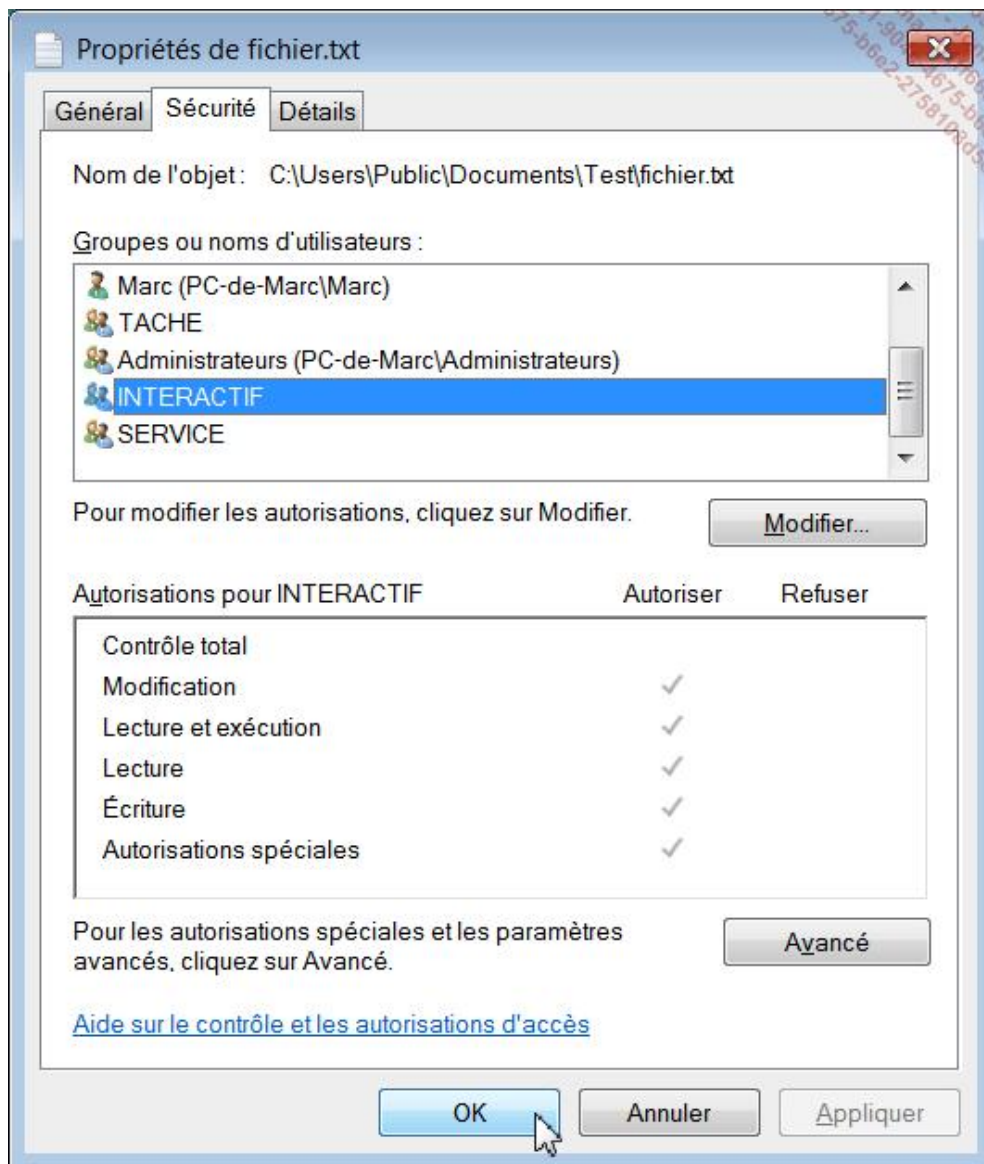 Propriétés de fichier.txt
Général Sécurité Détails
Nom de l'objet : C:\Users\Public\Documents\Test\fichier.txt
Groupes ou noms d'utilisateurs :
Marc (PC-de-Marc\Marc)
TACHE
Administrateurs (PC-de-Marc\Administrateurs)
INTERACTIF
SERVICE
Pour modifier les autorisations, cliquez sur Modifier.
Modifier...
Autorisations pour INTERACTIF Autoriser Refuser
Contrôle total
Modification
Lecture et exécution
Lecture
Écriture
Autorisations spéciales
Pour les autorisations spéciales et les paramètres
avancés, cliquez sur Avancé.
Avancé
Aide sur le contrôle et les autorisations d'accès
OK Annuler Appliquer